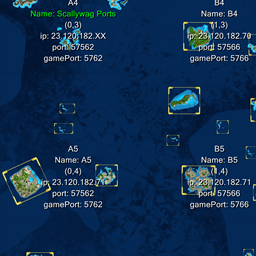 A4
Name: Scallywag Ports
(0,3)
ip: 23.120.182.XX
port: 57562
gamePort: 5762
B4
Name: B4
(1,3)
ip: 23.120.182.70
port: 57566
gamePort: 5766
A5
Name: A5
(0,4)
ip: 23.120.182.
port: 57562
gamePort: 5762
B5
Name: B5
(1,4)
ip: 23.120.182.71
port: 57566
gamePort: 5766